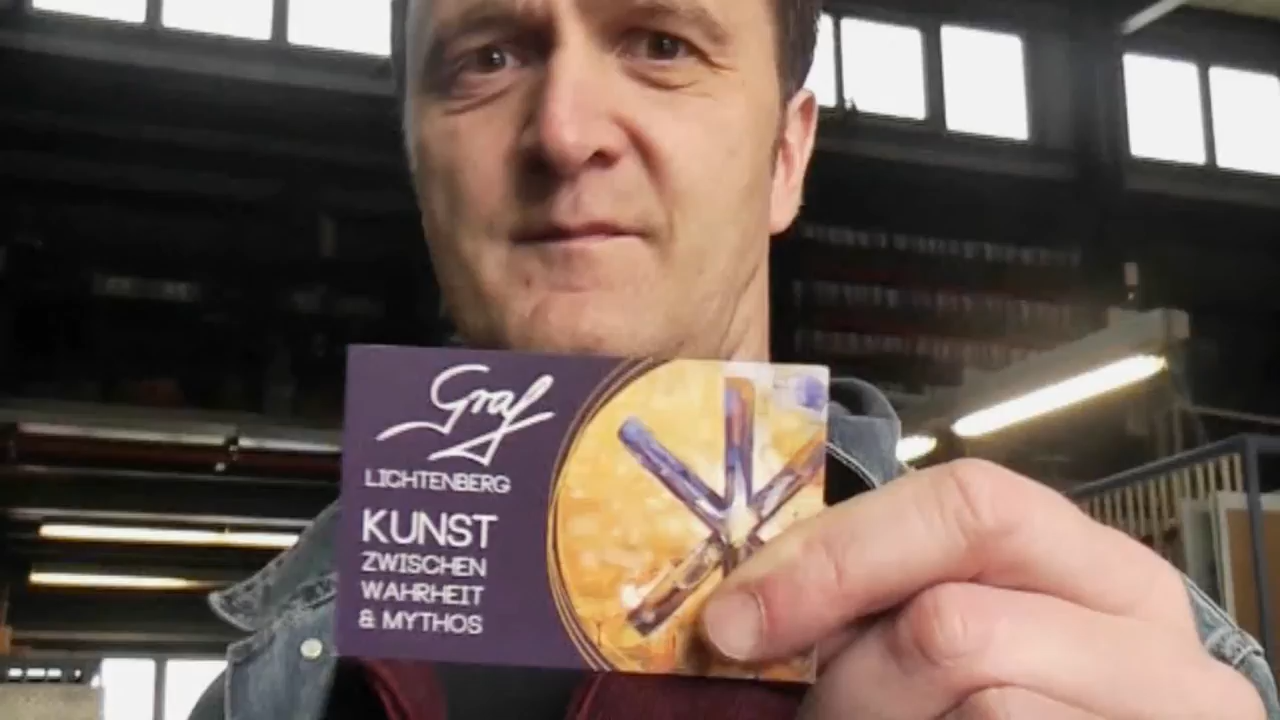 Graf
LICHTENBERG
KUNST
ZWISCHEN
WAHRHEIT
& MYTHOS